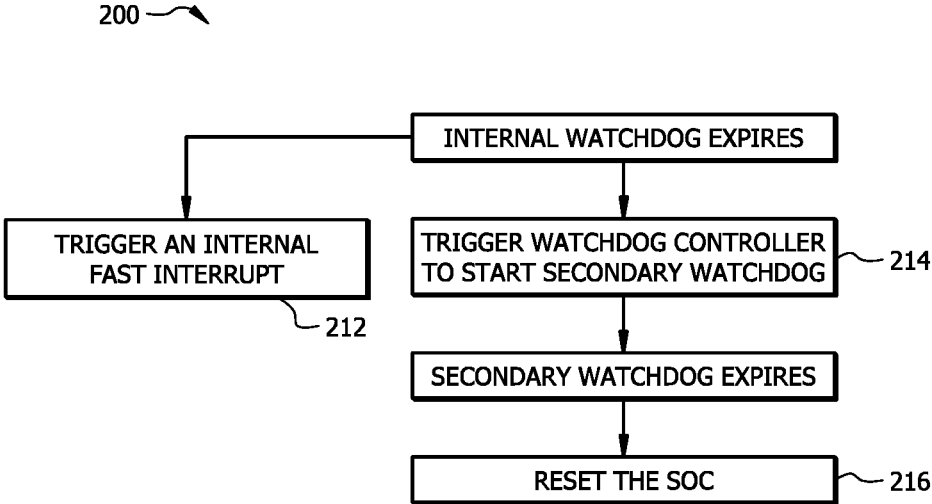 200
INTERNAL WATCHDOG EXPIRES
TRIGGER AN INTERNAL
FAST INTERRUPT
212
TRIGGER WATCHDOG CONTROLLER
TO START SECONDARY WATCHDOG
214
SECONDARY WATCHDOG EXPIRES
RESET THE SOC
216